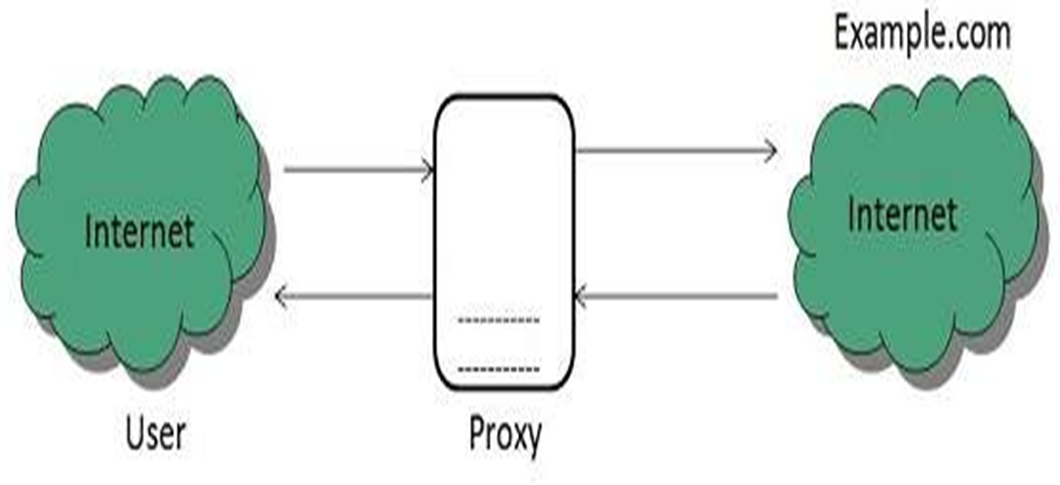 Example.com
Internet
Internet
User
Proxy